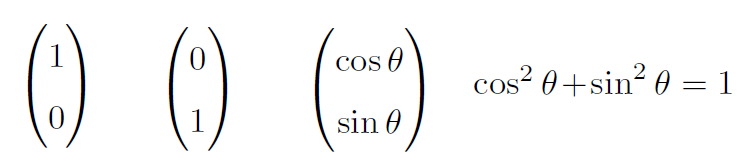 (1 0) (0 1) (cos θ sin θ) cos² θ + sin² θ = 1